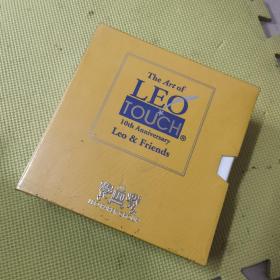 The Art of
LEO
TOUCH®
10th Anniversary
Leo & Friends